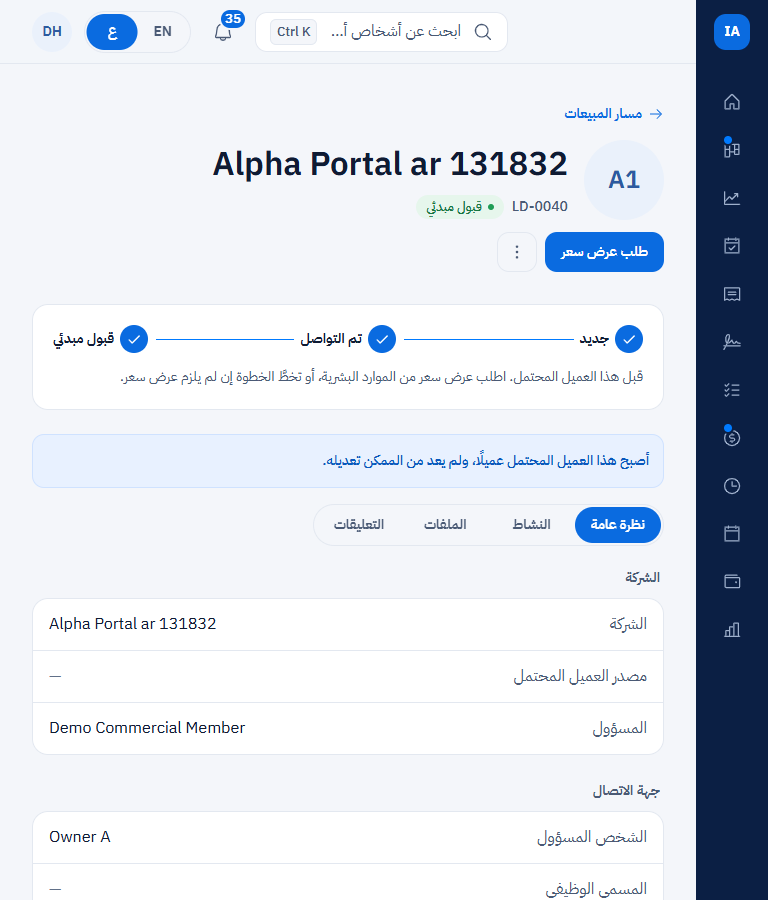 IA
ابحث عن أشخاص أ...
Ctrl K
35
EN
ع
DH
مسار المبيعات
A1
Alpha Portal ar 131832
LD-0040
قبول مبدئي
طلب عرض سعر
جديد
تم التواصل
قبول مبدئي
قبل هذا العميل المحتمل. اطلب عرض سعر من الموارد البشرية، أو تخطَّ الخطوة إن لم يلزم عرض سعر.
أصبح هذا العميل المحتمل عميلًا، ولم يعد من الممكن تعديله.
نظرة عامة
النشاط
الملفات
التعليقات
الشركة
الشركة
Alpha Portal ar 131832
مصدر العميل المحتمل
—
المسؤول
Demo Commercial Member
جهة الاتصال
الشخص المسؤول
Owner A
المسمى الوظيفي
—